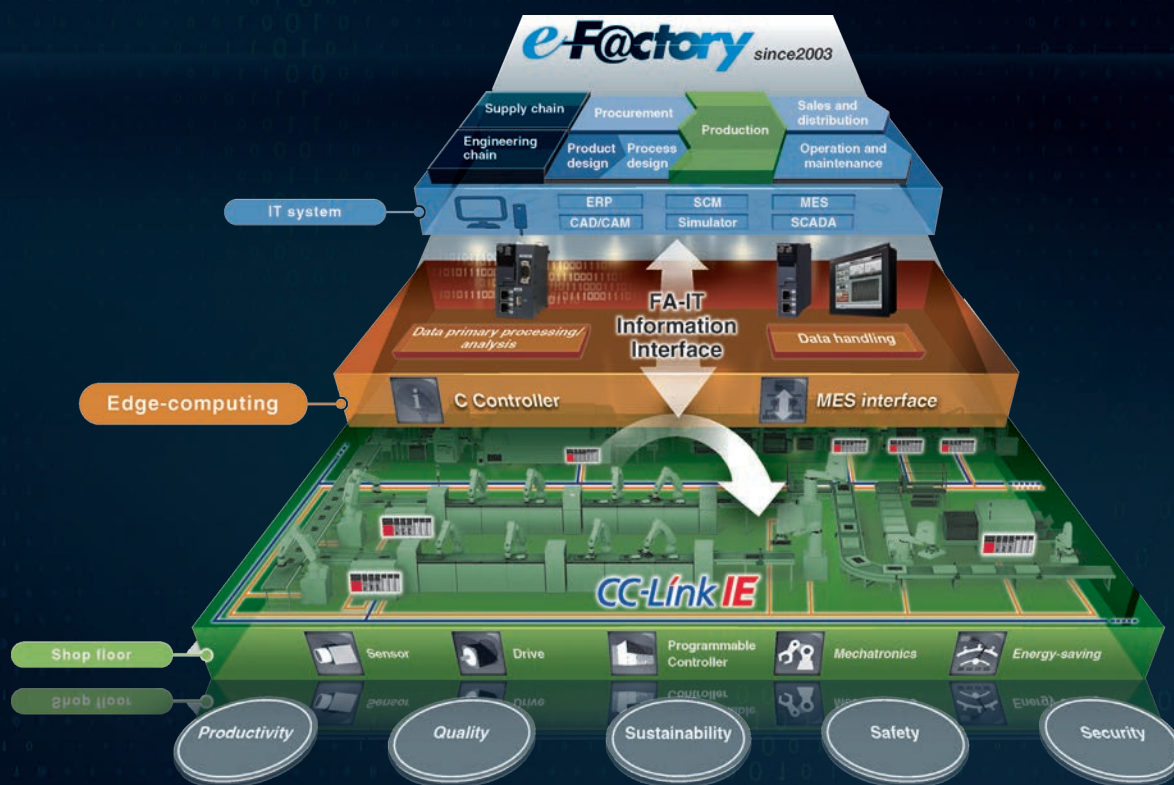 e-F@ctory since2003
Supply chain
Procurement
Production
Sales and
distribution
Engineering
chain
Product
design
Process
design
Operation and
maintenance
IT system
ERP
SCM
MES
CAD/CAM
Simulator
SCADA
FA-IT
Information
Interface
Data primary processing/
analysis
Data handling
Edge-computing
C Controller
MES interface
CC-Link IE
Shop floor
Sensor
Drive
Programmable
Controller
Mechatronics
Energy-saving
Productivity
Quality
Sustainability
Safety
Security